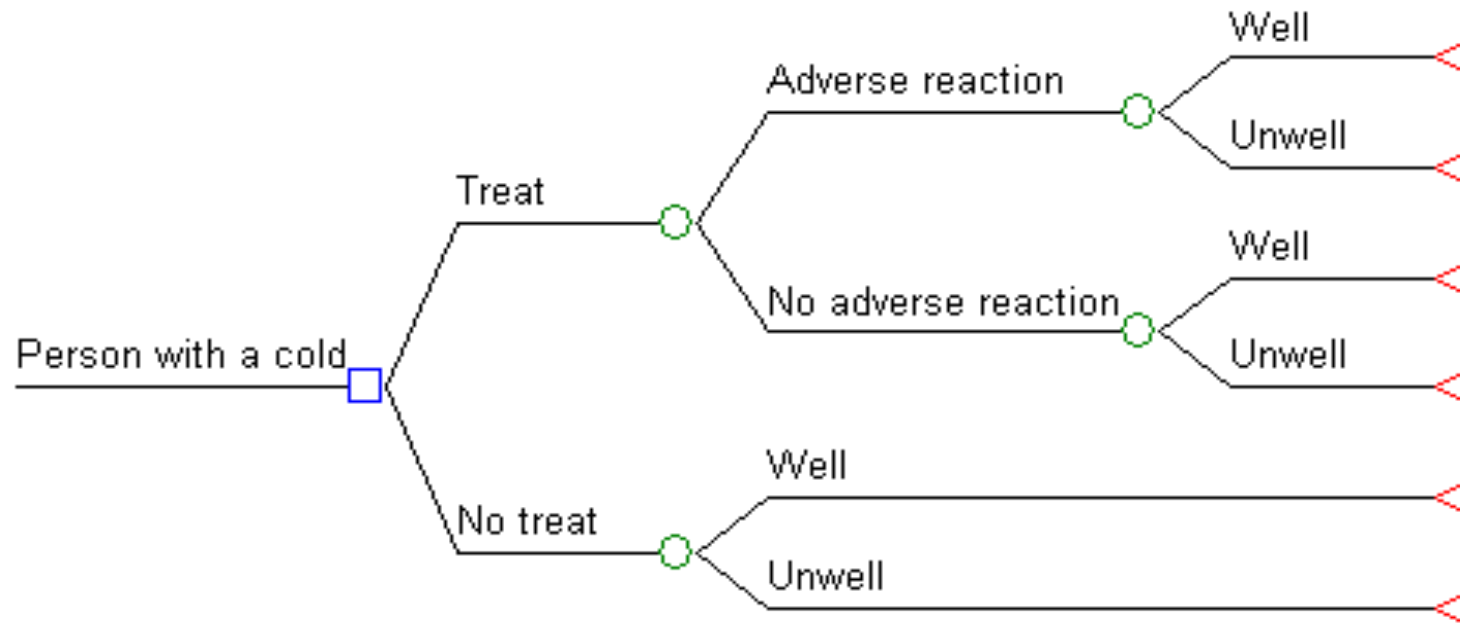 Well
Adverse reaction
Unwell
Treat
Well
No adverse reaction
Unwell
Person with a cold
Well
No treat
Unwell